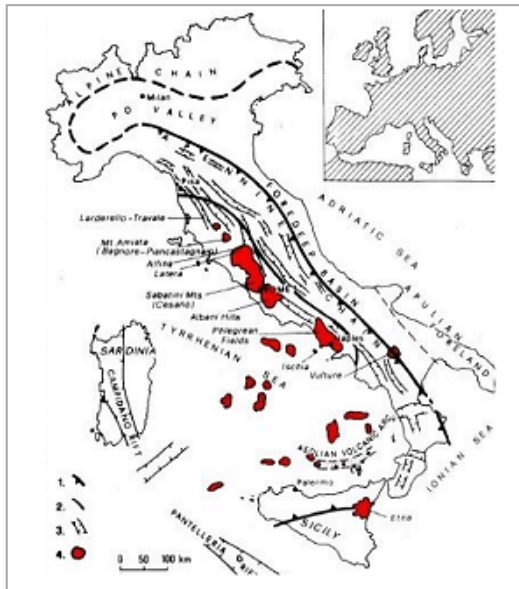 ALPINE CHAIN
Milan
PO VALLEY
APENNINE CHAIN
FOREDEEP BASIN
ADRIATIC SEA
APULIAN
FORELAND
Pisa
Larderello-Travale
Mt. Amiata
(Bagnore-Piancastagnaio)
Alfina
Latera
Sabatini Mts.
(Cesano)
Albani Hills
Phlegrean
Fields
Naples
Ischia
Vulture
TYRRHENIAN
SEA
SARDINIA
CAMPIDANO RIFT
AEOLIAN VOLCANIC ARC
IONIAN SEA
Palermo
Etna
SICILY
PANTELLERIA
RIFT
1.
2.
3.
4.
0 50 100 km